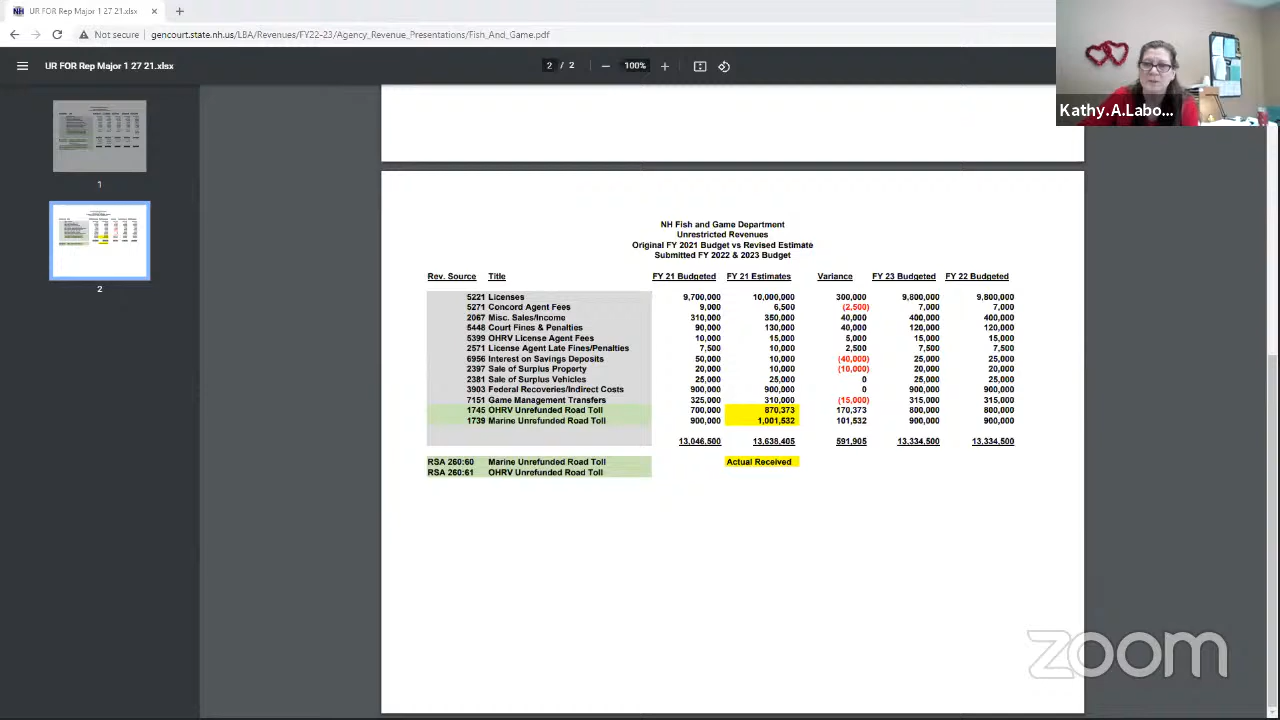 UR FOR Rep Major 1 27 21.xlsx
Not secure | gencourt.state.nh.us/LBA/Revenues/FY22-23/Agency_Revenue_Presentations/Fish_And_Game.pdf
UR FOR Rep Major 1 27 21.xlsx 2 / 2 — 100% +
Kathy.A.Labo...
1
2
NH Fish and Game Department
Unrestricted Revenues
Original FY 2021 Budget vs Revised Estimate
Submitted FY 2022 & 2023 Budget
Rev. Source Title FY 21 Budgeted FY 21 Estimates Variance FY 23 Budgeted FY 22 Budgeted
5221 Licenses 9,700,000 10,000,000 300,000 9,800,000 9,800,000
5271 Concord Agent Fees 9,000 6,500 (2,500) 7,000 7,000
2067 Misc. Sales/Income 310,000 350,000 40,000 400,000 400,000
5448 Court Fines & Penalties 90,000 130,000 40,000 120,000 120,000
5399 OHRV License Agent Fees 10,000 15,000 5,000 15,000 15,000
2571 License Agent Late Fines/Penalties 7,500 10,000 2,500 7,500 7,500
6956 Interest on Savings Deposits 50,000 10,000 (40,000) 25,000 25,000
2397 Sale of Surplus Property 20,000 10,000 (10,000) 20,000 20,000
2381 Sale of Surplus Vehicles 25,000 25,000 0 25,000 25,000
3903 Federal Recoveries/Indirect Costs 900,000 900,000 0 900,000 900,000
7151 Game Management Transfers 325,000 310,000 (15,000) 315,000 315,000
1745 OHRV Unrefunded Road Toll 700,000 870,373 170,373 800,000 800,000
1739 Marine Unrefunded Road Toll 900,000 1,001,532 101,532 900,000 900,000
13,046,500 13,638,405 591,905 13,334,500 13,334,500
RSA 260:60 Marine Unrefunded Road Toll Actual Received
RSA 260:61 OHRV Unrefunded Road Toll
zoom